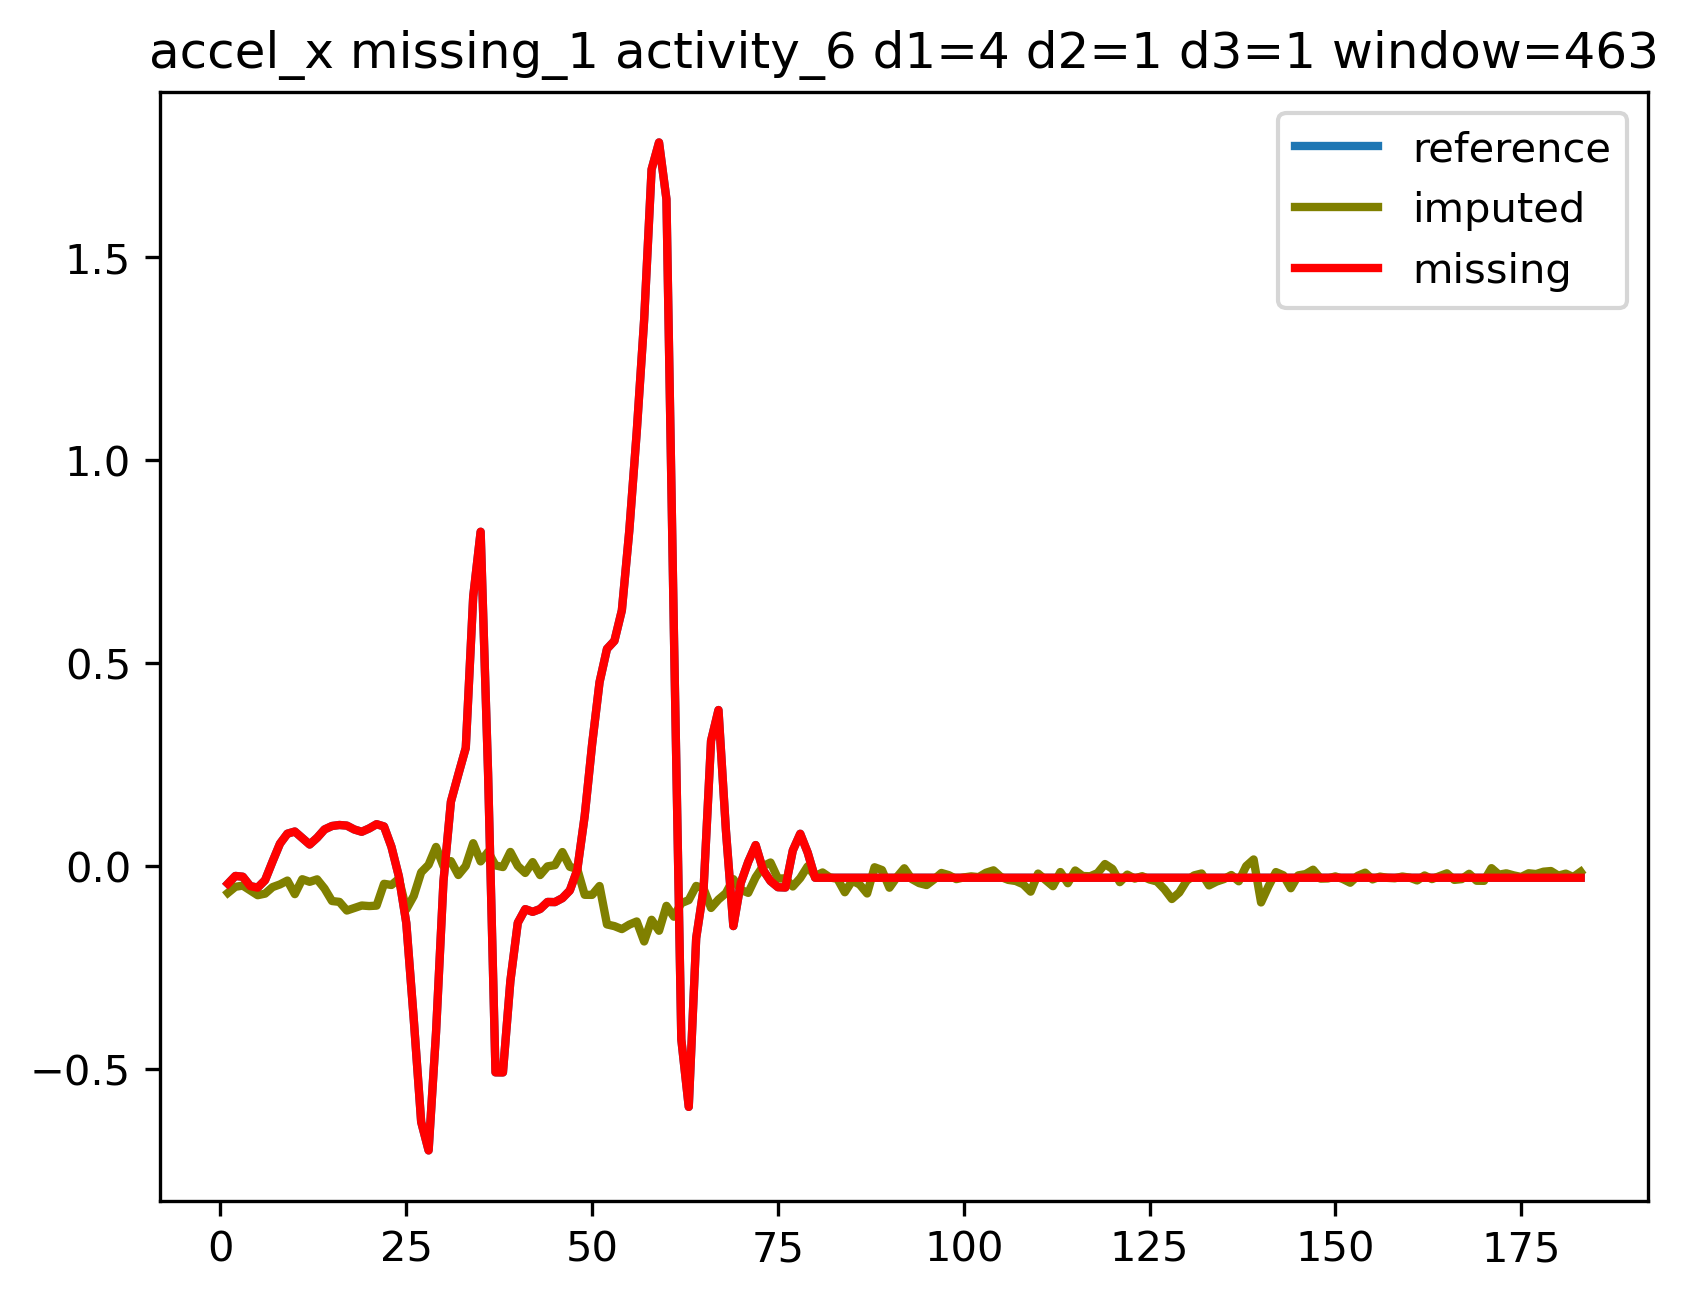 accel_x missing_1 activity_6 d1=4 d2=1 d3=1 window=463
reference
imputed
missing
1.5
1.0
0.5
0.0
−0.5
0 25 50 75 100 125 150 175